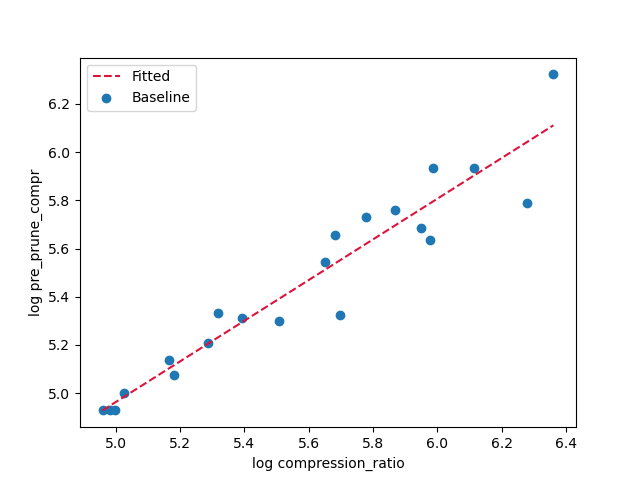 Fitted
Baseline
6.2
6.0
5.8
5.6
5.4
5.2
5.0
log pre_prune_compr
5.0 5.2 5.4 5.6 5.8 6.0 6.2 6.4
log compression_ratio